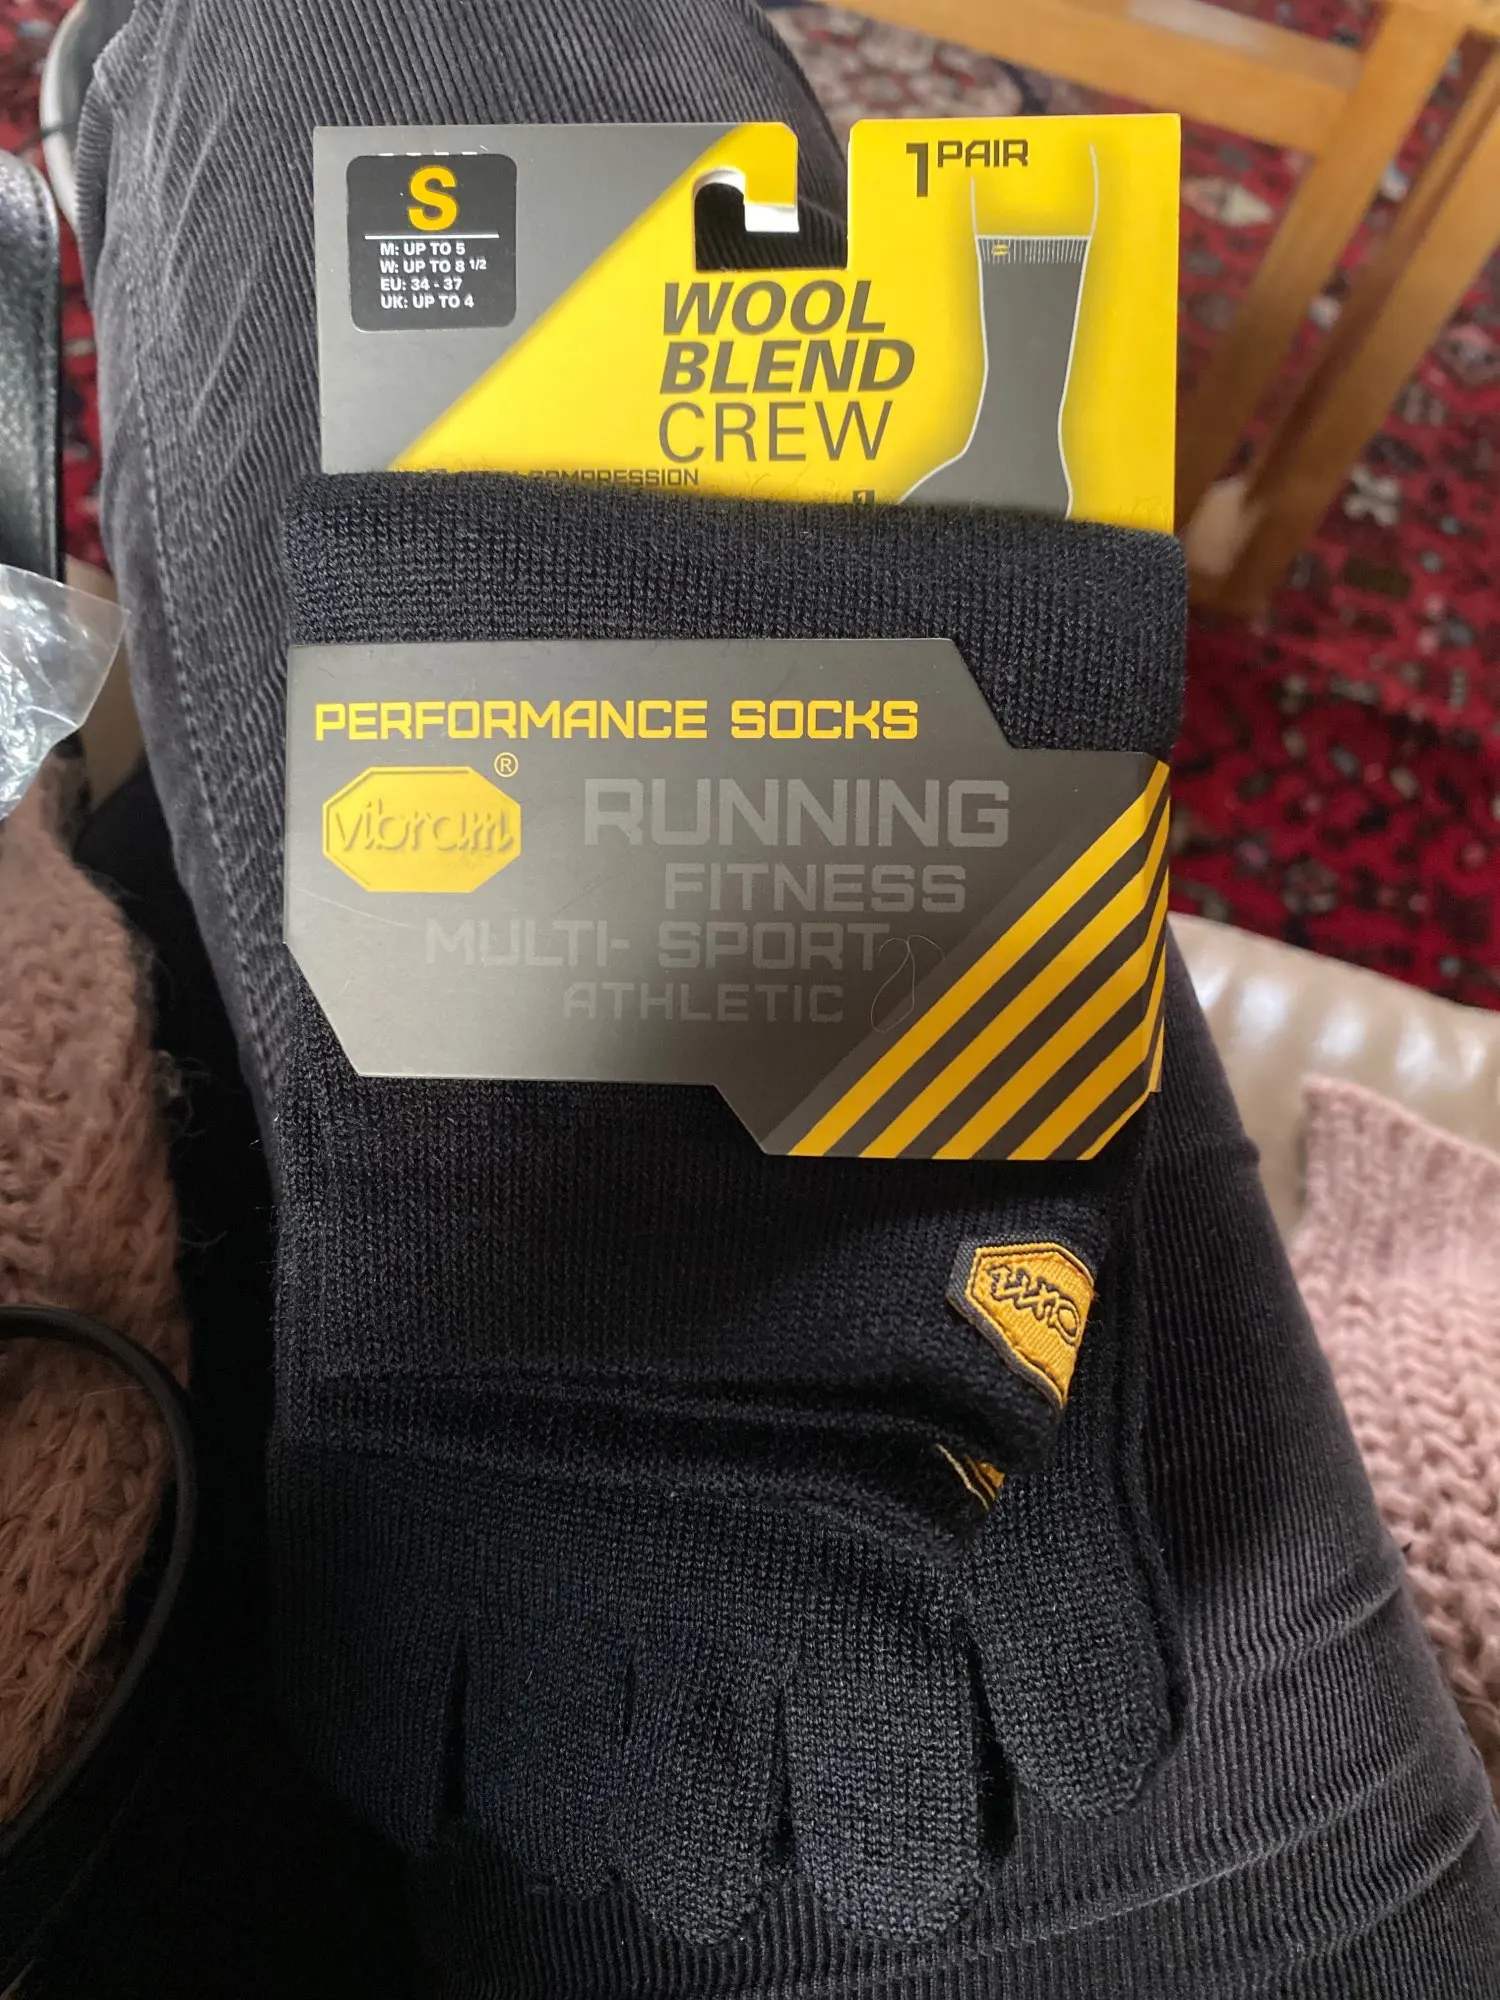 S
M: UP TO 5
W: UP TO 8 1/2
EU: 34 - 37
UK: UP TO 4
1 PAIR
WOOL
BLEND
CREW
COMPRESSION
PERFORMANCE SOCKS
vibram®
RUNNING
FITNESS
MULTI- SPORT
ATHLETIC